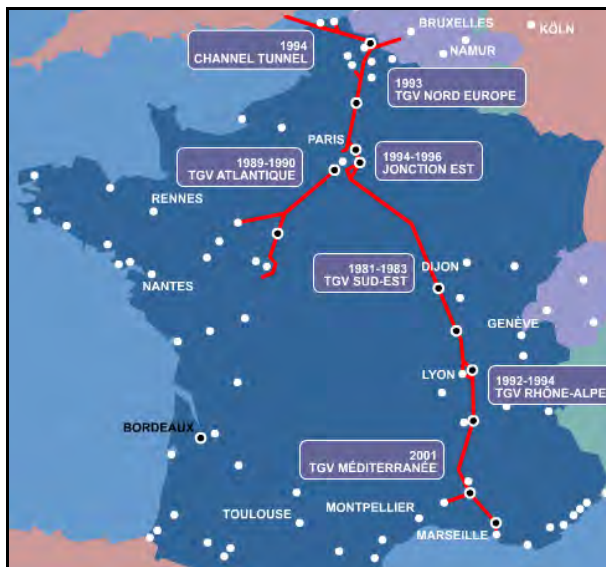 BRUXELLES
KÖLN
NAMUR
1994
CHANNEL TUNNEL
1993
TGV NORD EUROPE
PARIS
1989-1990
TGV ATLANTIQUE
1994-1996
JONCTION EST
RENNES
1981-1983
TGV SUD-EST
DIJON
NANTES
GENÈVE
LYON
1992-1994
TGV RHÔNE-ALPE
BORDEAUX
2001
TGV MÉDITERRANÉE
MONTPELLIER
TOULOUSE
MARSEILLE